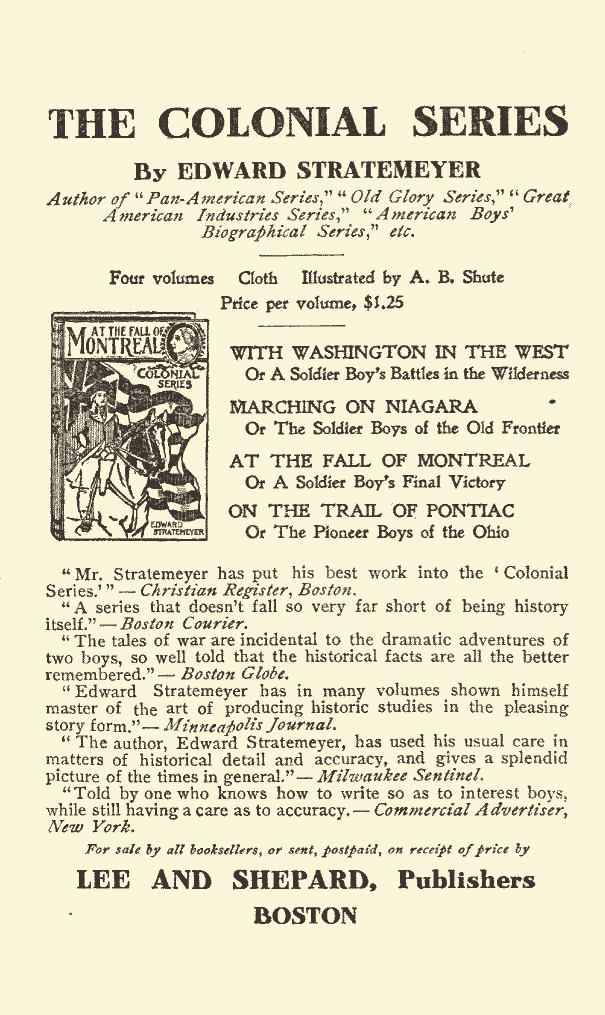 THE COLONIAL SERIES
By EDWARD STRATEMEYER
Author of “Pan-American Series,” “Old Glory Series,” “Great
American Industries Series,” “American Boys’
Biographical Series,” etc.
Four volumes Cloth Illustrated by A. B. Shute
Price per volume, $1.25
AT THE FALL OF
MONTREAL
COLONIAL
SERIES
EDWARD
STRATEMEYER
WITH WASHINGTON IN THE WEST
Or A Soldier Boy’s Battles in the Wilderness
MARCHING ON NIAGARA
Or The Soldier Boys of the Old Frontier
AT THE FALL OF MONTREAL
Or A Soldier Boy’s Final Victory
ON THE TRAIL OF PONTIAC
Or The Pioneer Boys of the Ohio
“Mr. Stratemeyer has put his best work into the ‘Colonial
Series.’” — Christian Register, Boston.
“A series that doesn’t fall so very far short of being history
itself.” — Boston Courier.
“The tales of war are incidental to the dramatic adventures of
two boys, so well told that the historical facts are all the better
remembered.” — Boston Globe.
“Edward Stratemeyer has in many volumes shown himself
master of the art of producing historic studies in the pleasing
story form.” — Minneapolis Journal.
“The author, Edward Stratemeyer, has used his usual care in
matters of historical detail and accuracy, and gives a splendid
picture of the times in general.” — Milwaukee Sentinel.
“Told by one who knows how to write so as to interest boys,
while still having a care as to accuracy. — Commercial Advertiser,
New York.
For sale by all booksellers, or sent, postpaid, on receipt of price by
LEE AND SHEPARD, Publishers
BOSTON